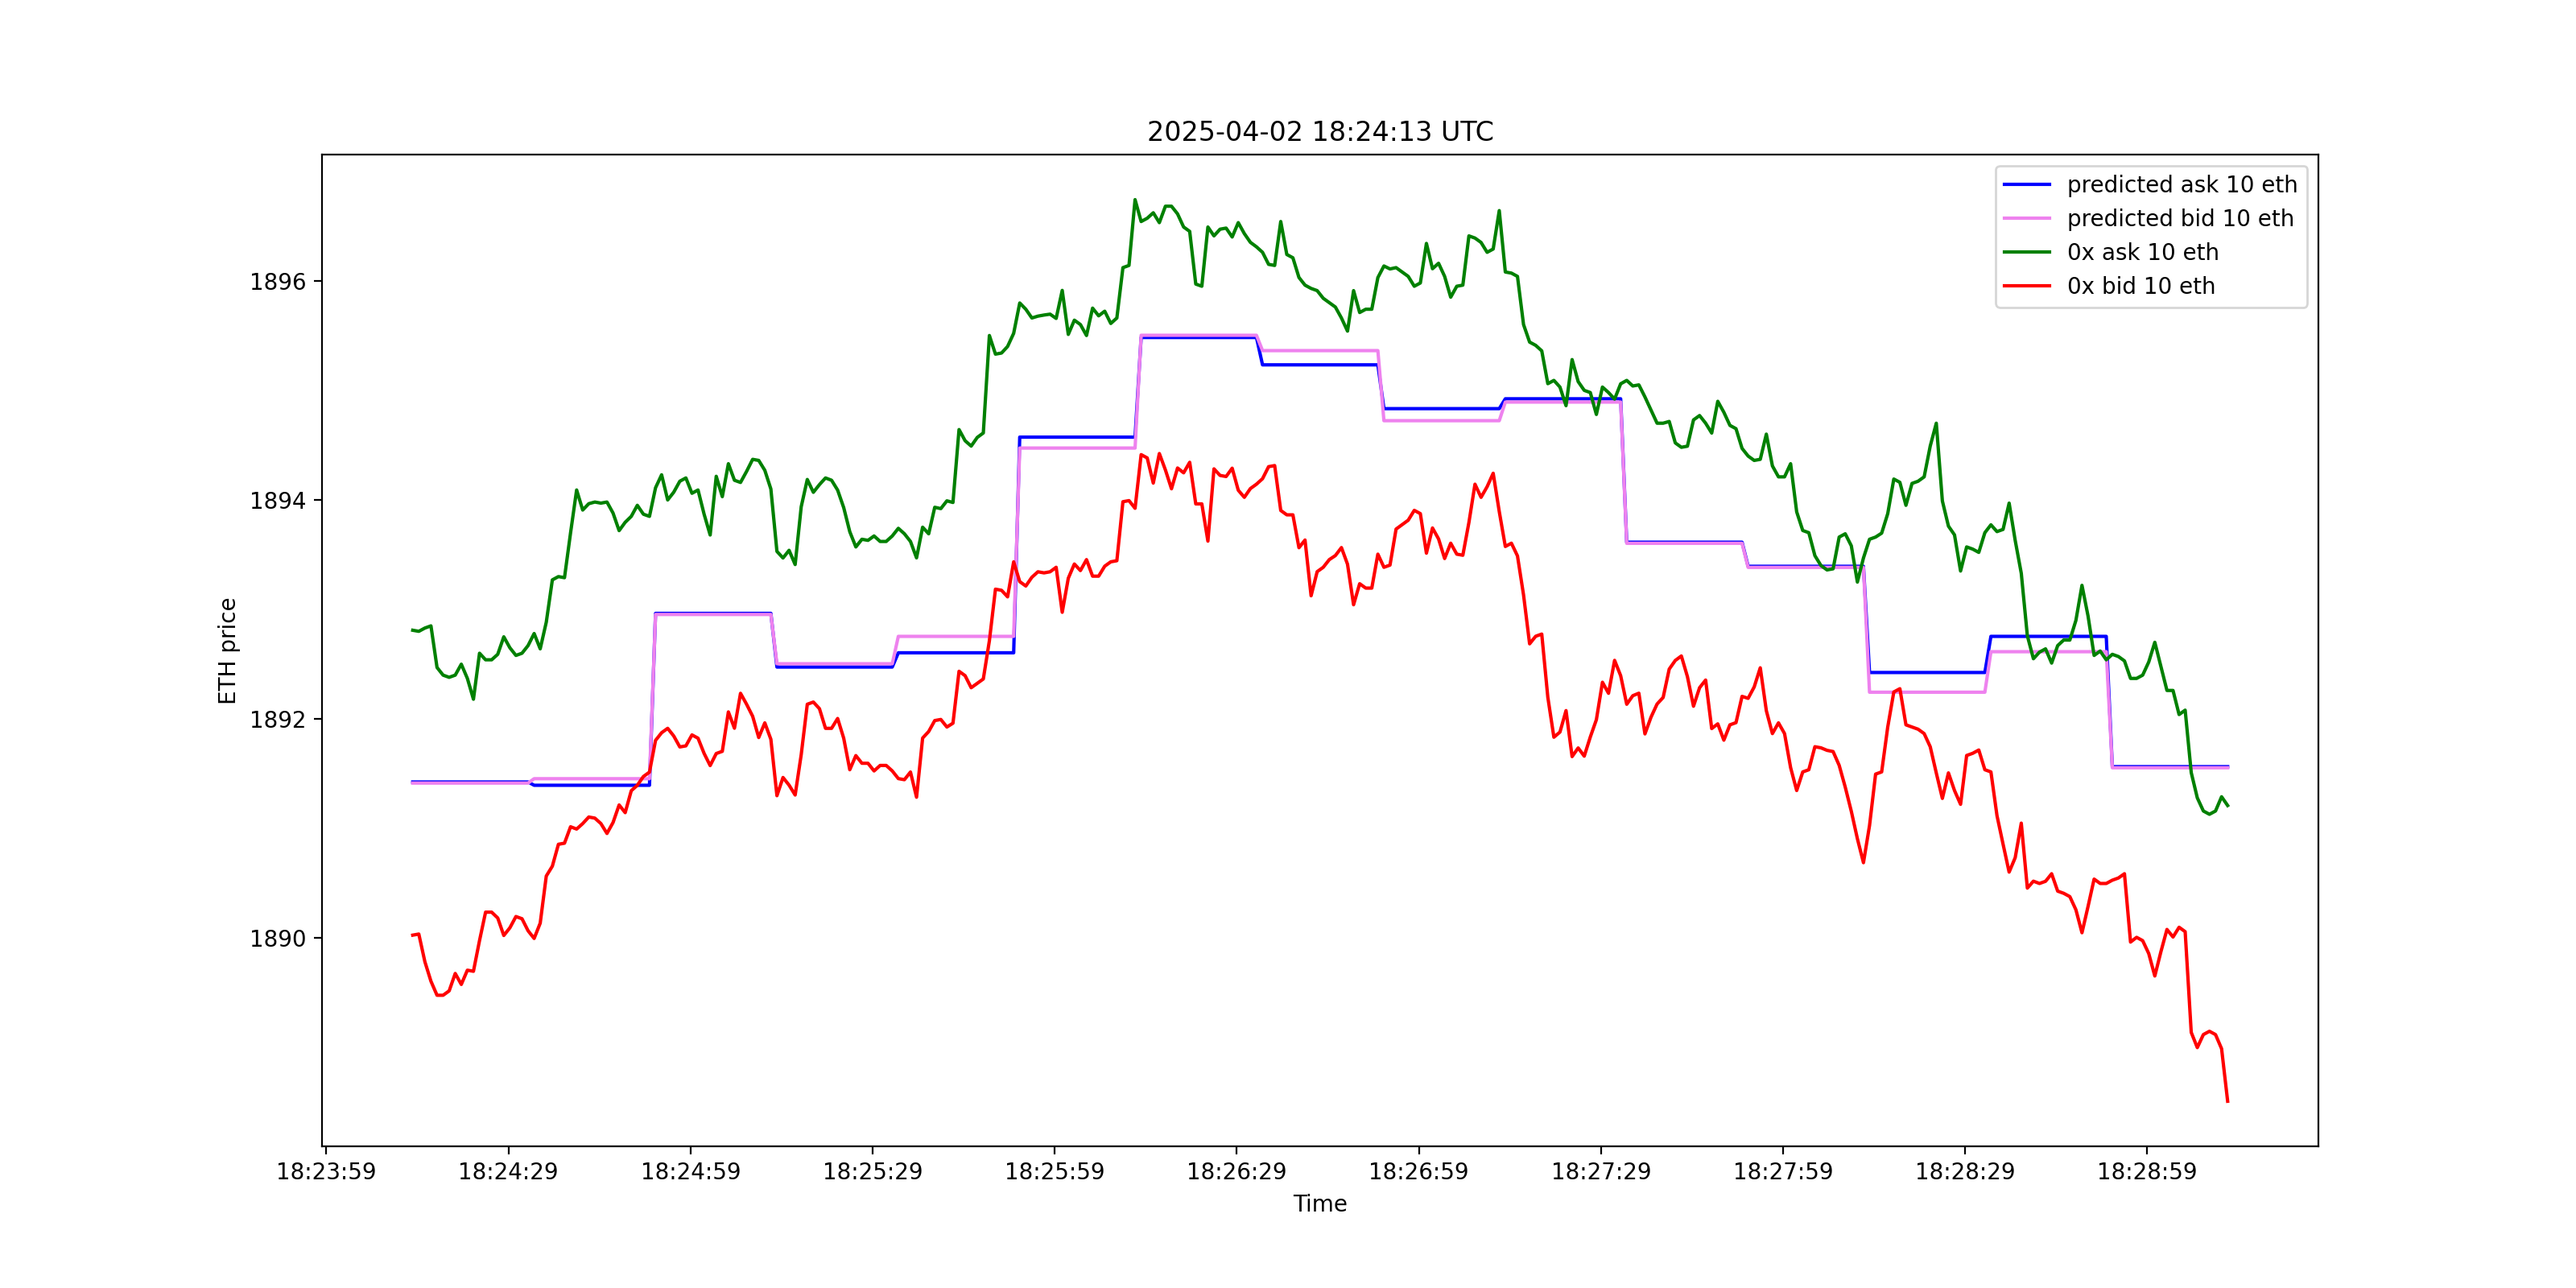 2025-04-02 18:24:13 UTC
predicted ask 10 eth
predicted bid 10 eth
0x ask 10 eth
0x bid 10 eth
ETH price
1896
1894
1892
1890
18:23:59 18:24:29 18:24:59 18:25:29 18:25:59 18:26:29 18:26:59 18:27:29 18:27:59 18:28:29 18:28:59
Time